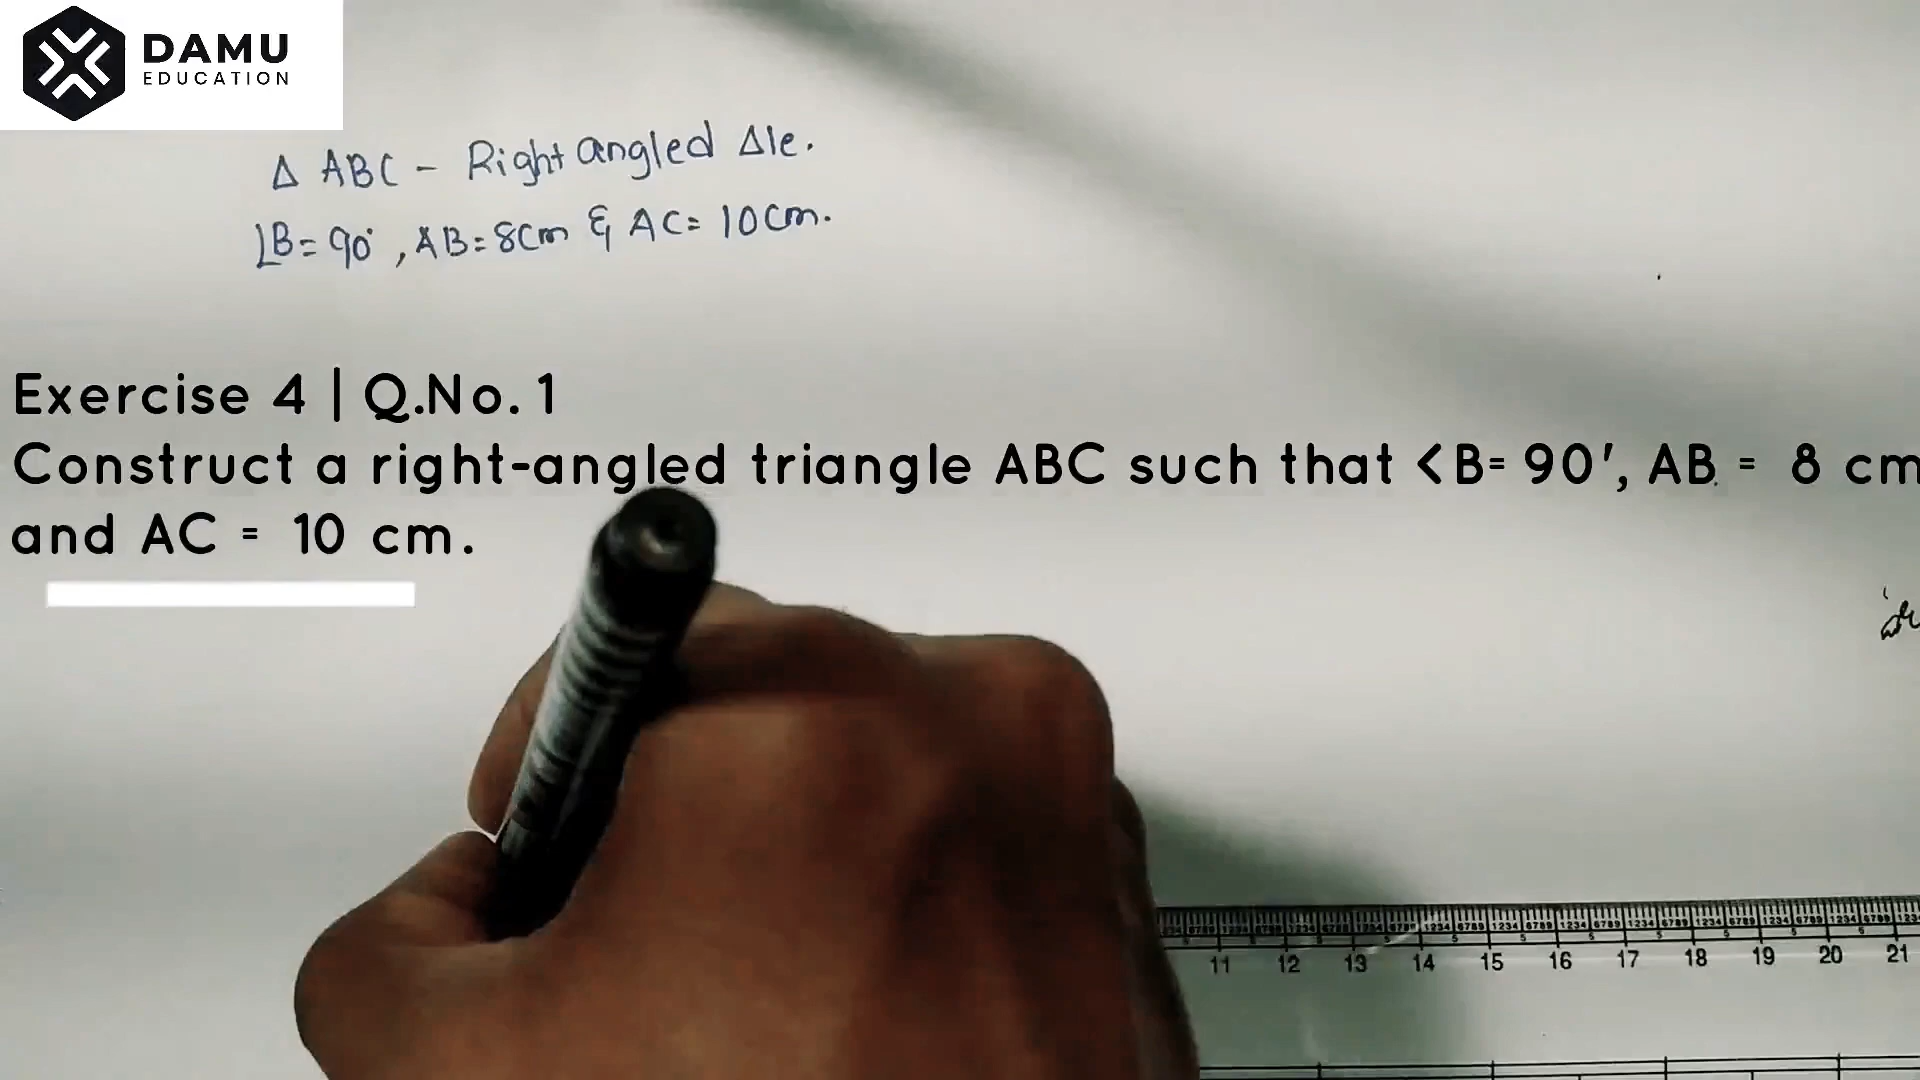 DAMU
EDUCATION
Δ ABC - Right angled Δle.
∠B = 90°, AB = 8cm & AC = 10cm.
Exercise 4 | Q.No. 1
Construct a right-angled triangle ABC such that <B= 90', AB = 8 cm
and AC = 10 cm.
11 12 13 14 15 16 17 18 19 20 21